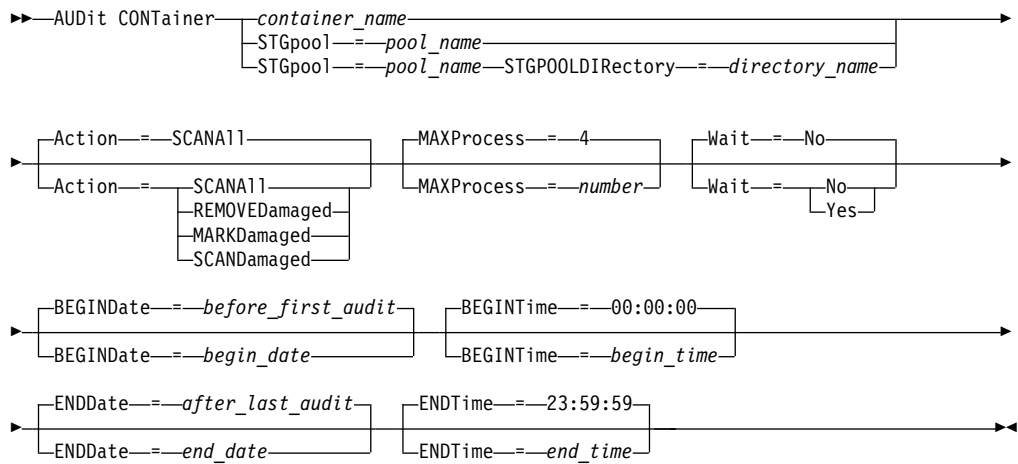 AUDit CONTainer container_name
STGpool = pool_name
STGpool = pool_name STGPOOLDIRectory = directory_name
Action = SCANAll MAXProcess = 4 Wait = No
Action = SCANAll MAXProcess = number Wait = No
REMOVEDamaged Yes
MARKDamaged
SCANDamaged
BEGINDate = before_first_audit BEGINTime = 00:00:00
BEGINDate = begin_date BEGINTime = begin_time
ENDDate = after_last_audit ENDTime = 23:59:59
ENDDate = end_date ENDTime = end_time